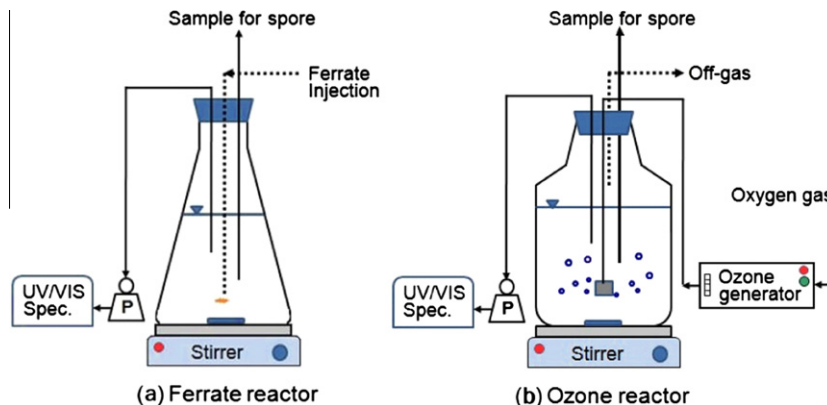 Sample for spore
Ferrate
Injection
UV/VIS
Spec.
P
Stirrer
(a) Ferrate reactor
Sample for spore
Off-gas
Oxygen gas
Ozone
generator
UV/VIS
Spec.
P
Stirrer
(b) Ozone reactor